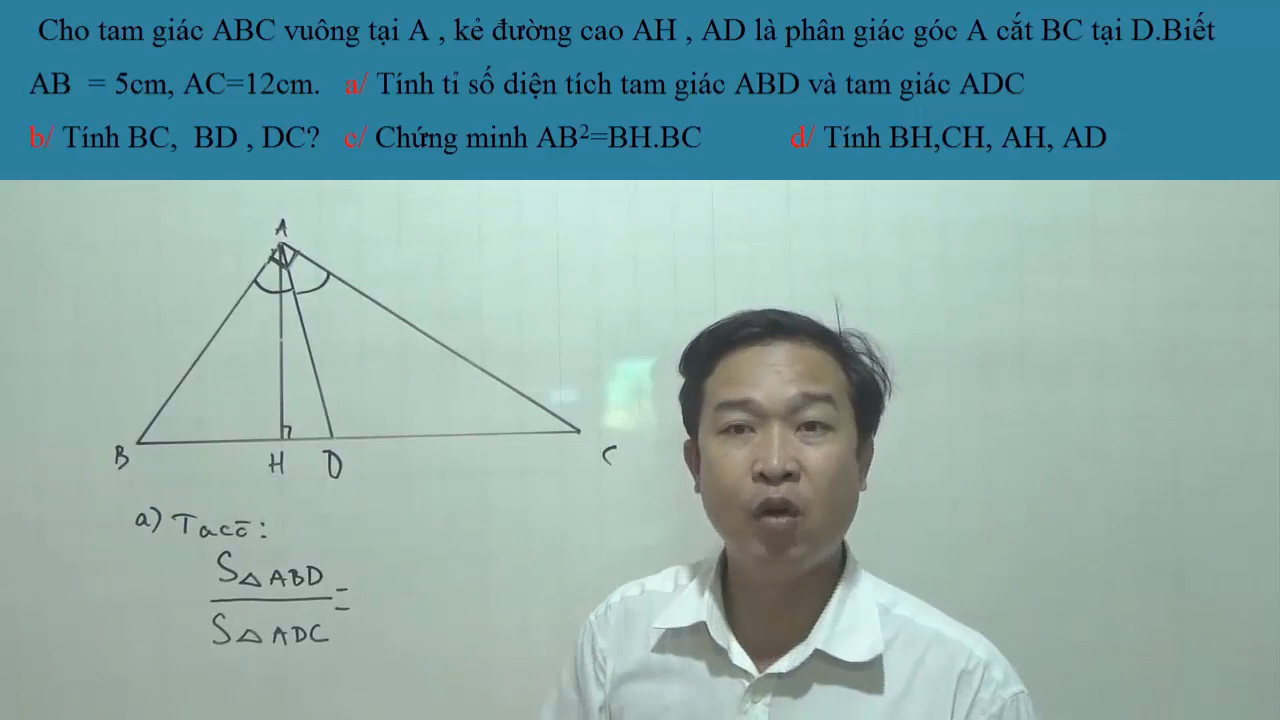 Cho tam giác ABC vuông tại A , kẻ đường cao AH , AD là phân giác góc A cắt BC tại D.Biết
AB = 5cm, AC=12cm. a/ Tính tỉ số diện tích tam giác ABD và tam giác ADC
b/ Tính BC, BD , DC? c/ Chứng minh AB²=BH.BC d/ Tính BH,CH, AH, AD
A
B H D C
a) Ta có :
S△ABD
=
S△ADC